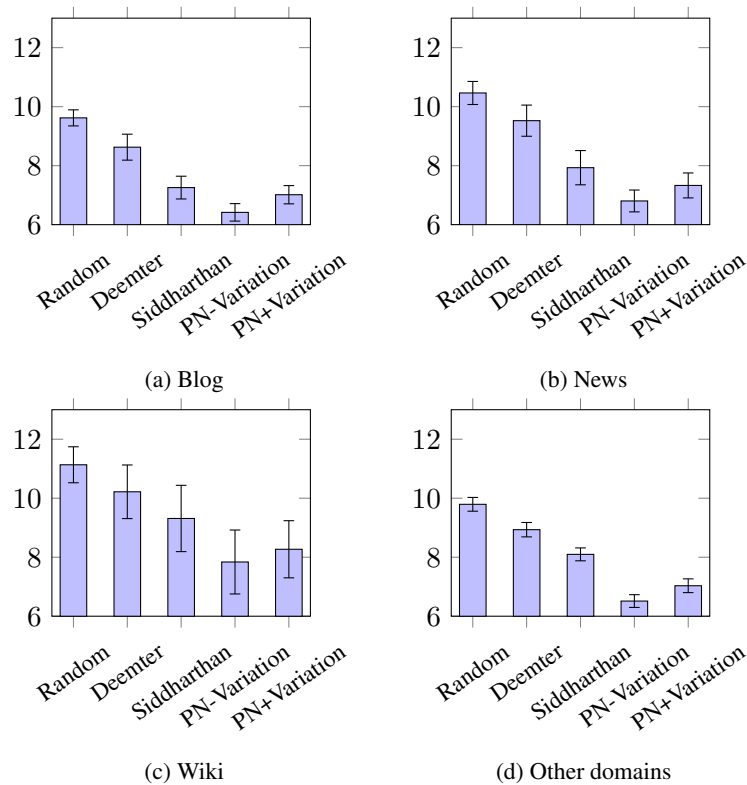 12
10
8
6
Random
Deemter
Siddharthan
PN-Variation
PN+Variation
(a) Blog
12
10
8
6
Random
Deemter
Siddharthan
PN-Variation
PN+Variation
(b) News
12
10
8
6
Random
Deemter
Siddharthan
PN-Variation
PN+Variation
(c) Wiki
12
10
8
6
Random
Deemter
Siddharthan
PN-Variation
PN+Variation
(d) Other domains